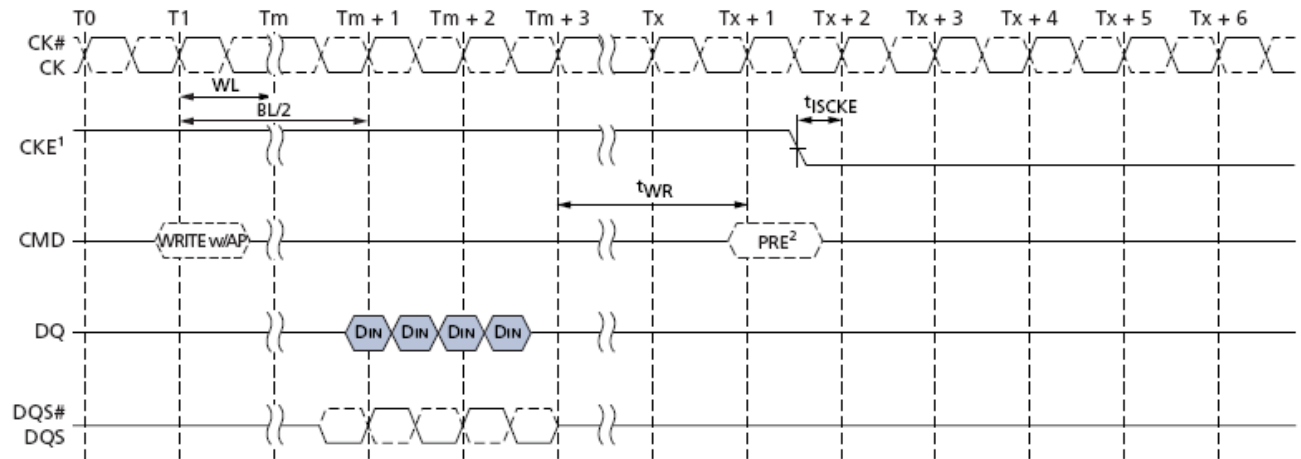 T0 T1 Tm Tm + 1 Tm + 2 Tm + 3 Tx Tx + 1 Tx + 2 Tx + 3 Tx + 4 Tx + 5 Tx + 6
CK#
CK
WL
BL/2
tISCKE
CKE1
tWR
CMD WRITE w/AP PRE2
DQ DIN DIN DIN DIN
DQS#
DQS